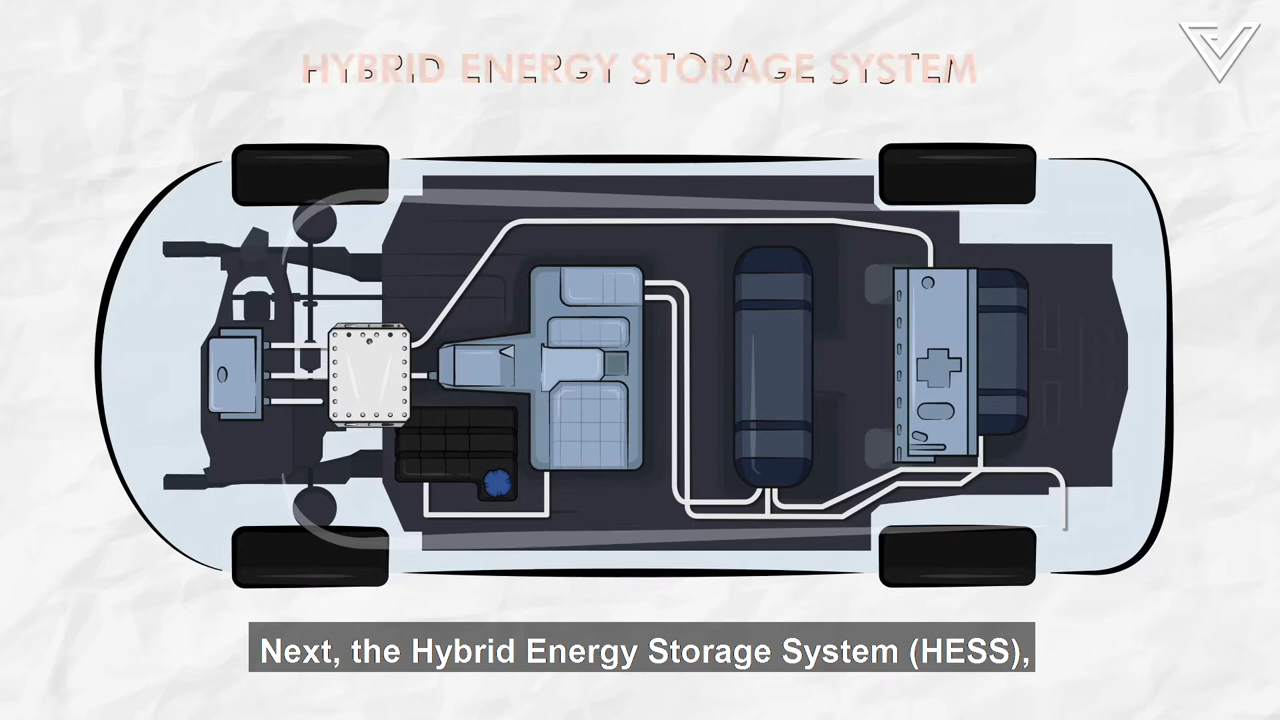 HYBRID ENERGY STORAGE SYSTEM
Next, the Hybrid Energy Storage System (HESS),